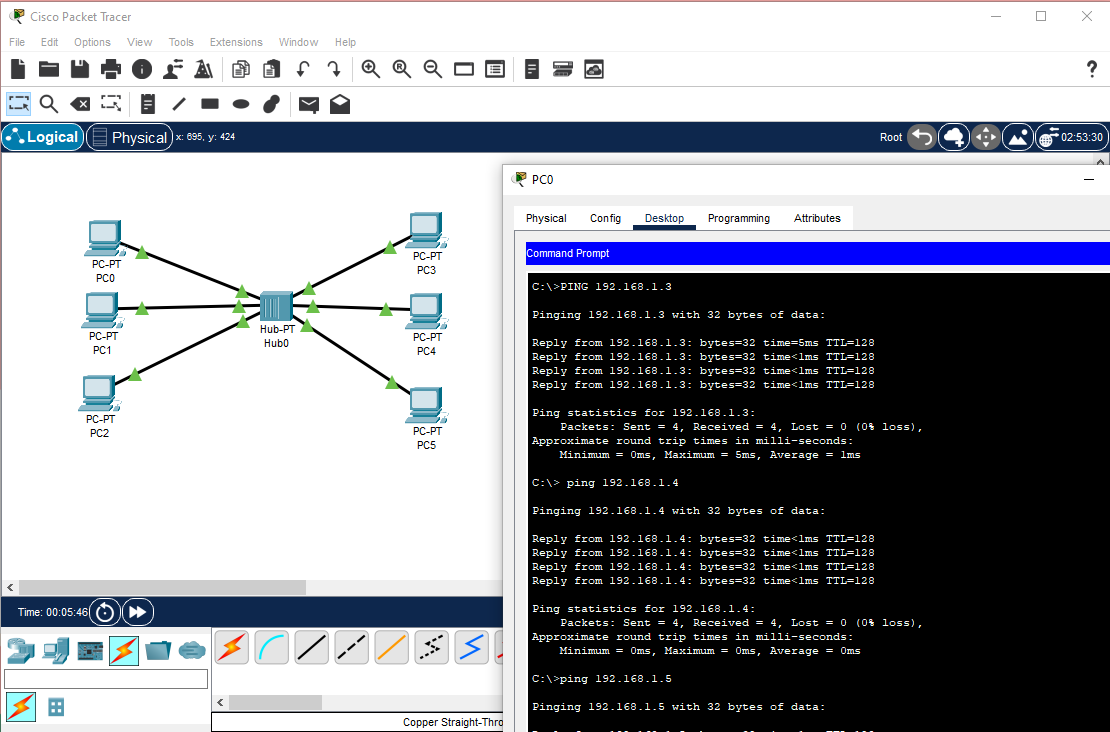 Cisco Packet Tracer
File Edit Options View Tools Extensions Window Help
?
Logical Physical x: 695, y: 424 Root 02:53:30
PC-PT
PC0
PC-PT
PC1
PC-PT
PC2
Hub-PT
Hub0
PC-PT
PC3
PC-PT
PC4
PC-PT
PC5
PC0
Physical Config Desktop Programming Attributes
Command Prompt
C:\>PING 192.168.1.3
Pinging 192.168.1.3 with 32 bytes of data:
Reply from 192.168.1.3: bytes=32 time=5ms TTL=128
Reply from 192.168.1.3: bytes=32 time<1ms TTL=128
Reply from 192.168.1.3: bytes=32 time<1ms TTL=128
Reply from 192.168.1.3: bytes=32 time<1ms TTL=128
Ping statistics for 192.168.1.3:
Packets: Sent = 4, Received = 4, Lost = 0 (0% loss),
Approximate round trip times in milli-seconds:
Minimum = 0ms, Maximum = 5ms, Average = 1ms
C:\> ping 192.168.1.4
Pinging 192.168.1.4 with 32 bytes of data:
Reply from 192.168.1.4: bytes=32 time<1ms TTL=128
Reply from 192.168.1.4: bytes=32 time<1ms TTL=128
Reply from 192.168.1.4: bytes=32 time<1ms TTL=128
Reply from 192.168.1.4: bytes=32 time<1ms TTL=128
Ping statistics for 192.168.1.4:
Packets: Sent = 4, Received = 4, Lost = 0 (0% loss),
Approximate round trip times in milli-seconds:
Minimum = 0ms, Maximum = 0ms, Average = 0ms
C:\>ping 192.168.1.5
Pinging 192.168.1.5 with 32 bytes of data:
Time: 00:05:46
Copper Straight-Thro